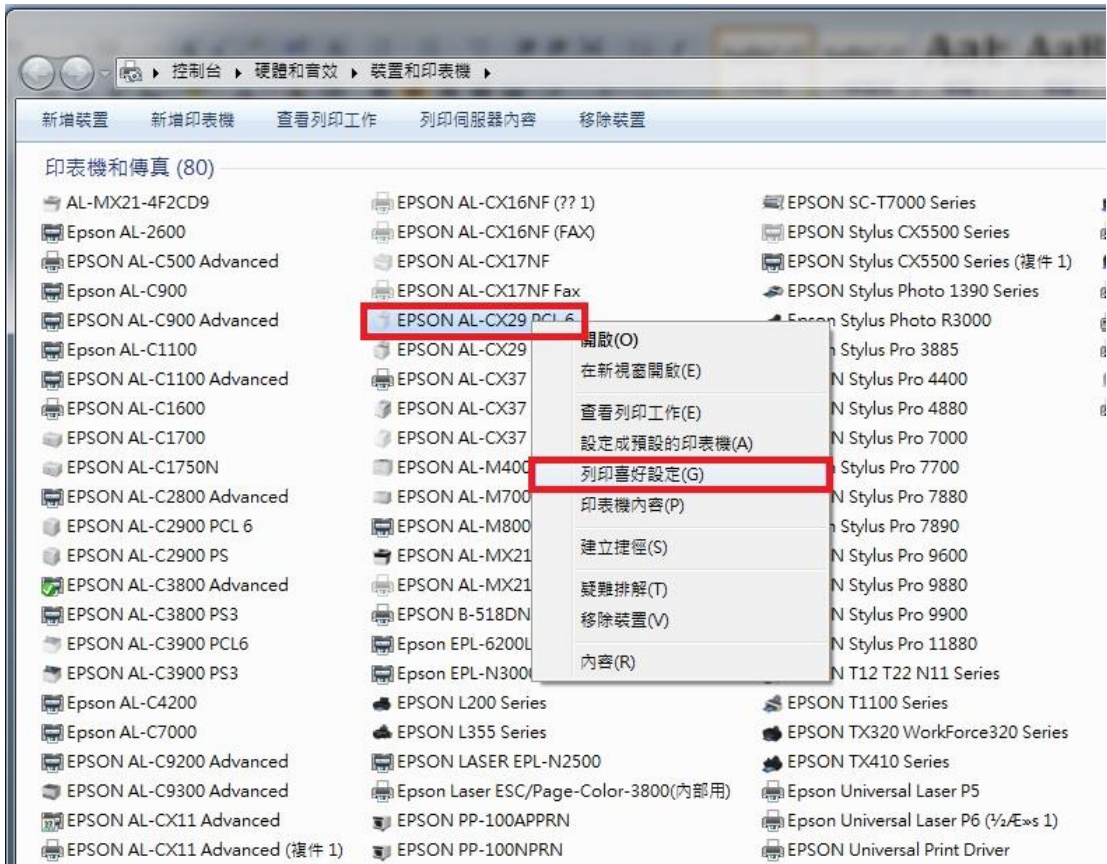 控制台 ▸ 硬體和音效 ▸ 裝置和印表機 ▸
新增裝置 新增印表機 查看列印工作 列印伺服器內容 移除裝置
印表機和傳真 (80)
AL-MX21-4F2CD9
Epson AL-2600
EPSON AL-C500 Advanced
Epson AL-C900
EPSON AL-C900 Advanced
Epson AL-C1100
EPSON AL-C1100 Advanced
EPSON AL-C1600
EPSON AL-C1700
EPSON AL-C1750N
EPSON AL-C2800 Advanced
EPSON AL-C2900 PCL 6
EPSON AL-C2900 PS
EPSON AL-C3800 Advanced
EPSON AL-C3800 PS3
EPSON AL-C3900 PCL6
EPSON AL-C3900 PS3
Epson AL-C4200
Epson AL-C7000
EPSON AL-C9200 Advanced
EPSON AL-C9300 Advanced
EPSON AL-CX11 Advanced
EPSON AL-CX11 Advanced (複件 1)
EPSON AL-CX16NF (?? 1)
EPSON AL-CX16NF (FAX)
EPSON AL-CX17NF
EPSON AL-CX17NF Fax
EPSON AL-CX29 PCL 6
EPSON AL-CX29
EPSON AL-CX37
EPSON AL-CX37
EPSON AL-CX37
EPSON AL-M400
EPSON AL-M700
EPSON AL-M800
EPSON AL-MX21
EPSON AL-MX21
EPSON B-518DN
Epson EPL-6200L
Epson EPL-N3000
EPSON L200 Series
EPSON L355 Series
EPSON LASER EPL-N2500
Epson Laser ESC/Page-Color-3800(內部用)
EPSON PP-100APPRN
EPSON PP-100NPRN
開啟(O)
在新視窗開啟(E)
查看列印工作(E)
設定成預設的印表機(A)
列印喜好設定(G)
印表機內容(P)
建立捷徑(S)
疑難排解(T)
移除裝置(V)
內容(R)
EPSON SC-T7000 Series
EPSON Stylus CX5500 Series
EPSON Stylus CX5500 Series (複件 1)
EPSON Stylus Photo 1390 Series
Epson Stylus Photo R3000
n Stylus Pro 3885
N Stylus Pro 4400
N Stylus Pro 4880
N Stylus Pro 7000
Stylus Pro 7700
N Stylus Pro 7880
n Stylus Pro 7890
N Stylus Pro 9600
N Stylus Pro 9880
N Stylus Pro 9900
N Stylus Pro 11880
N T12 T22 N11 Series
EPSON T1100 Series
EPSON TX320 WorkForce320 Series
EPSON TX410 Series
Epson Universal Laser P5
Epson Universal Laser P6 (½Æ»s 1)
EPSON Universal Print Driver